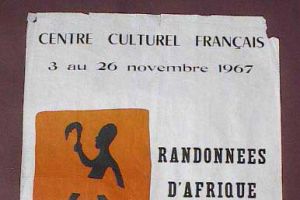 CENTRE CULTUREL FRANÇAIS
3 au 26 novembre 1967
RANDONNEES
D'AFRIQUE